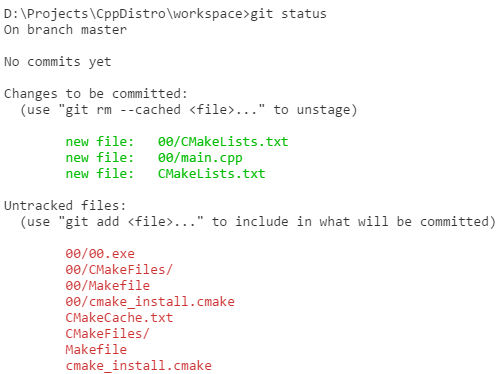 D:\Projects\CppDistro\workspace>git status
On branch master
No commits yet
Changes to be committed:
(use "git rm --cached <file>..." to unstage)
new file: 00/CMakeLists.txt
new file: 00/main.cpp
new file: CMakeLists.txt
Untracked files:
(use "git add <file>..." to include in what will be committed)
00/00.exe
00/CMakeFiles/
00/Makefile
00/cmake_install.cmake
CMakeCache.txt
CMakeFiles/
Makefile
cmake_install.cmake